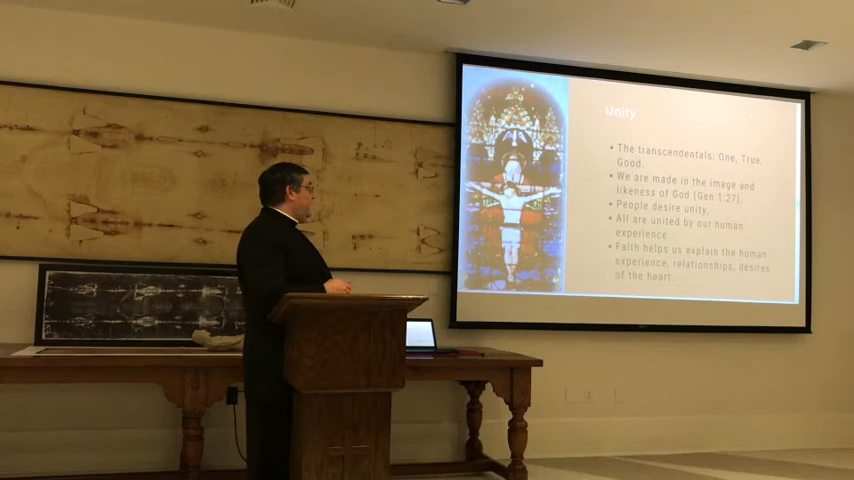 Unity
• The transcendentals: One, True,
Good.
• We are made in the image and
likeness of God (Gen 1:27).
• People desire unity,
• All are united by our human
experience.
• Faith helps us explain the human
experience, relationships, desires
of the heart.